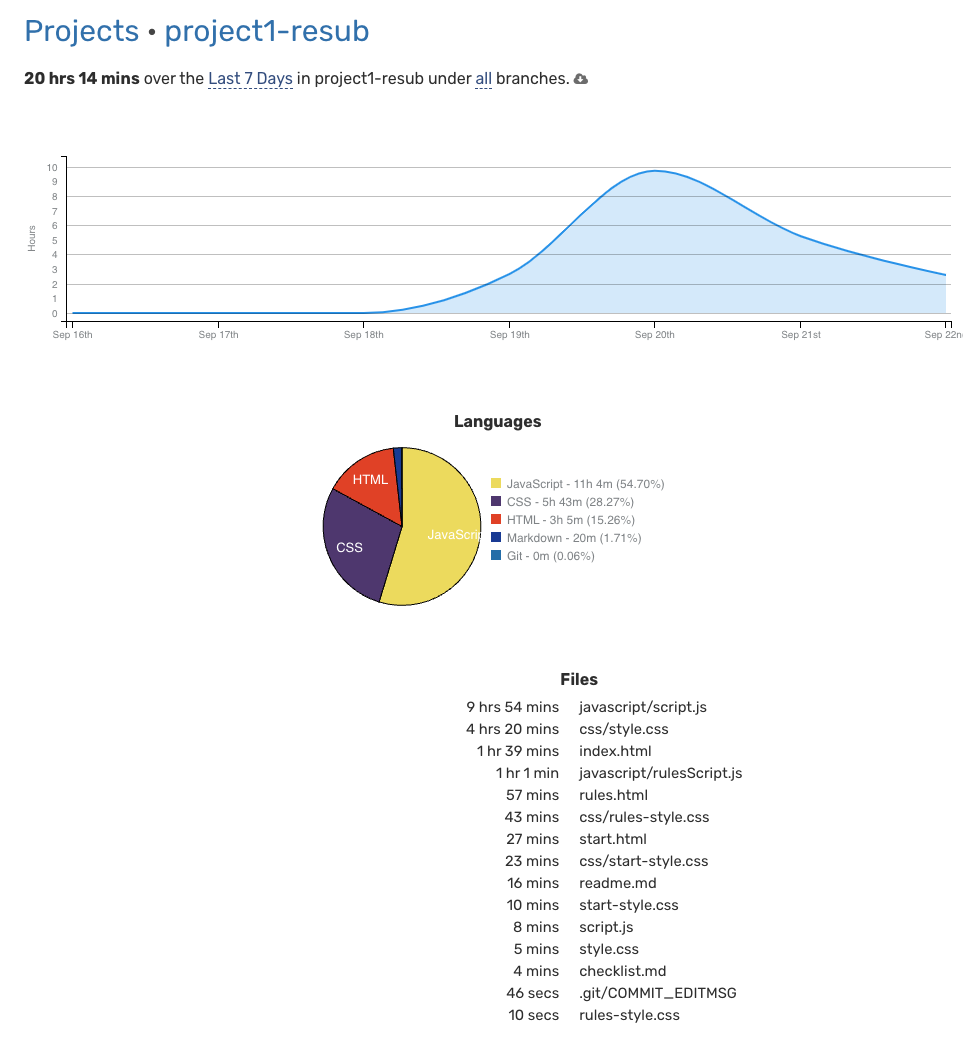 Projects • project1-resub
20 hrs 14 mins over the Last 7 Days in project1-resub under all branches.
Hours
10
9
8
7
6
5
4
3
2
1
0
Sep 16th Sep 17th Sep 18th Sep 19th Sep 20th Sep 21st Sep 22n
Languages
HTML
CSS
JavaScrip
JavaScript - 11h 4m (54.70%)
CSS - 5h 43m (28.27%)
HTML - 3h 5m (15.26%)
Markdown - 20m (1.71%)
Git - 0m (0.06%)
Files
9 hrs 54 mins javascript/script.js
4 hrs 20 mins css/style.css
1 hr 39 mins index.html
1 hr 1 min javascript/rulesScript.js
57 mins rules.html
43 mins css/rules-style.css
27 mins start.html
23 mins css/start-style.css
16 mins readme.md
10 mins start-style.css
8 mins script.js
5 mins style.css
4 mins checklist.md
46 secs .git/COMMIT_EDITMSG
10 secs rules-style.css